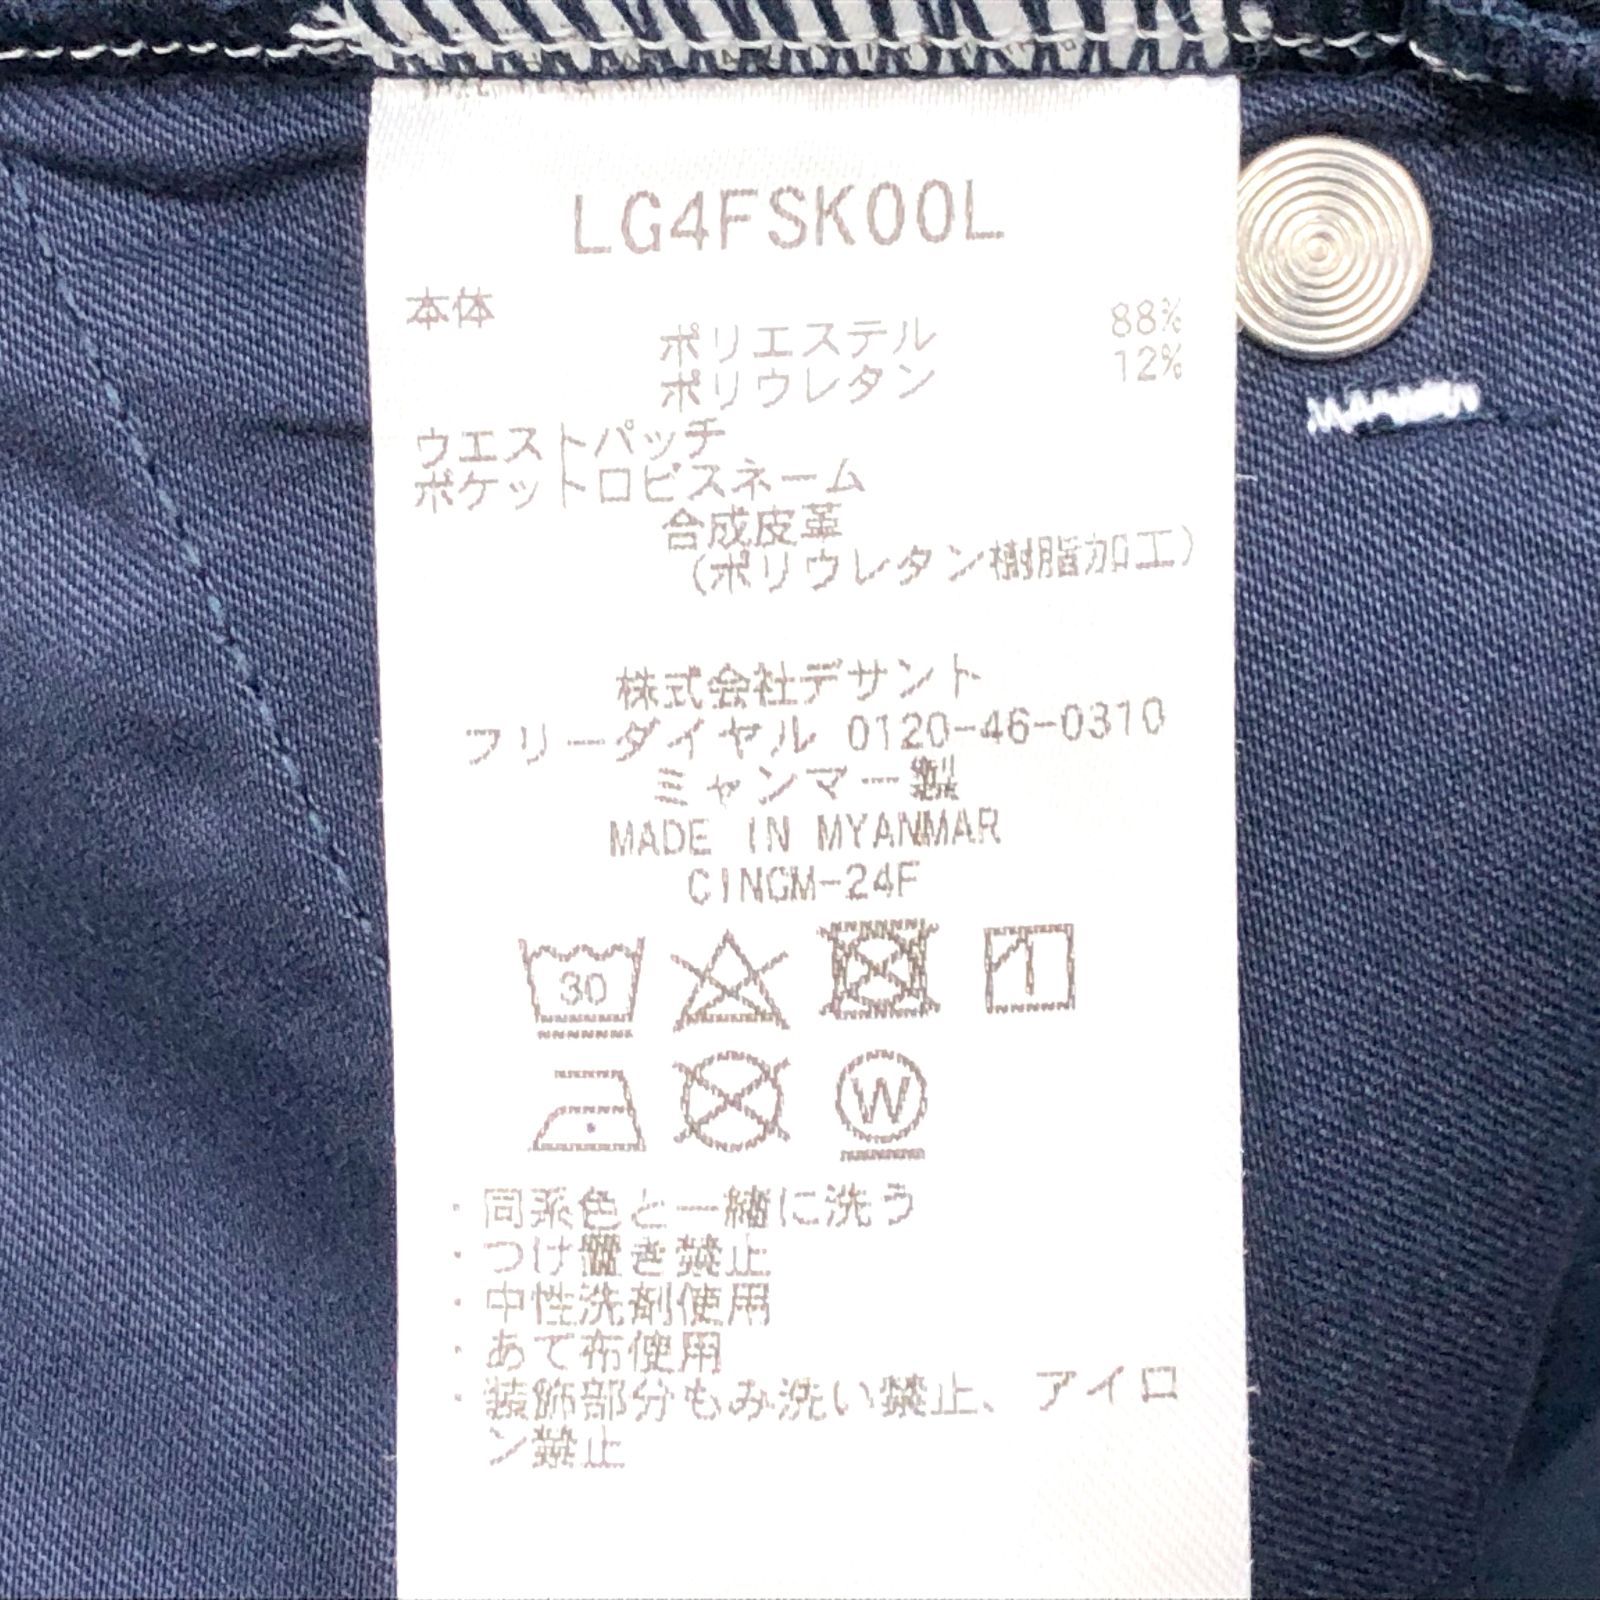 LG4FSK00L
本体
ポリエステル 88%
ポリウレタン 12%
ウエストパッチ
ポケットロビスネーム
合成皮革
(ポリウレタン樹脂加工)
株式会社デサント
フリーダイヤル 0120-46-0310
ミャンマー製
MADE IN MYANMAR
CINGM-24F
30
W
・同系色と一緒に洗う
・つけ置き禁止
・中性洗剤使用
・あて布使用
・装飾部分もみ洗い禁止、アイロ
ン禁止